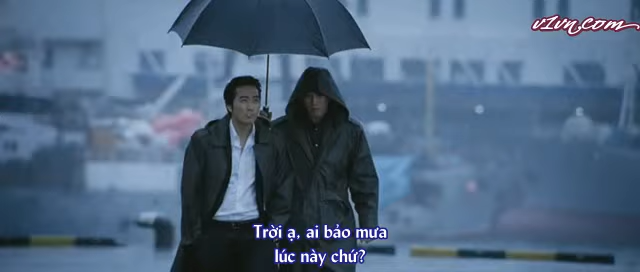 v1vn.com
Trời ạ, ai bảo mưa
lúc này chứ?